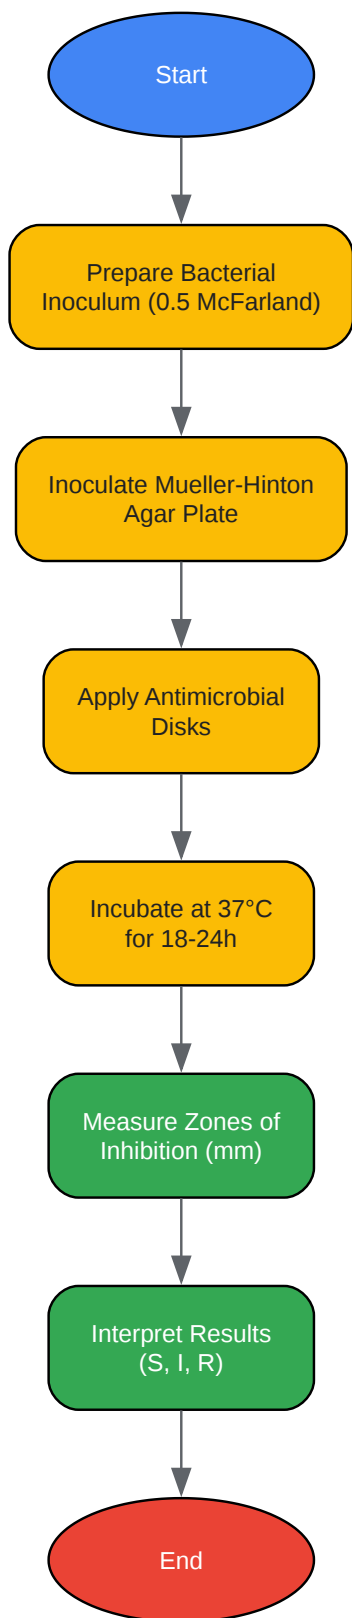 Start
Prepare Bacterial
Inoculum (0.5 McFarland)
Inoculate Mueller-Hinton
Agar Plate
Apply Antimicrobial
Disks
Incubate at 37°C
for 18-24h
Measure Zones of
Inhibition (mm)
Interpret Results
(S, I, R)
End